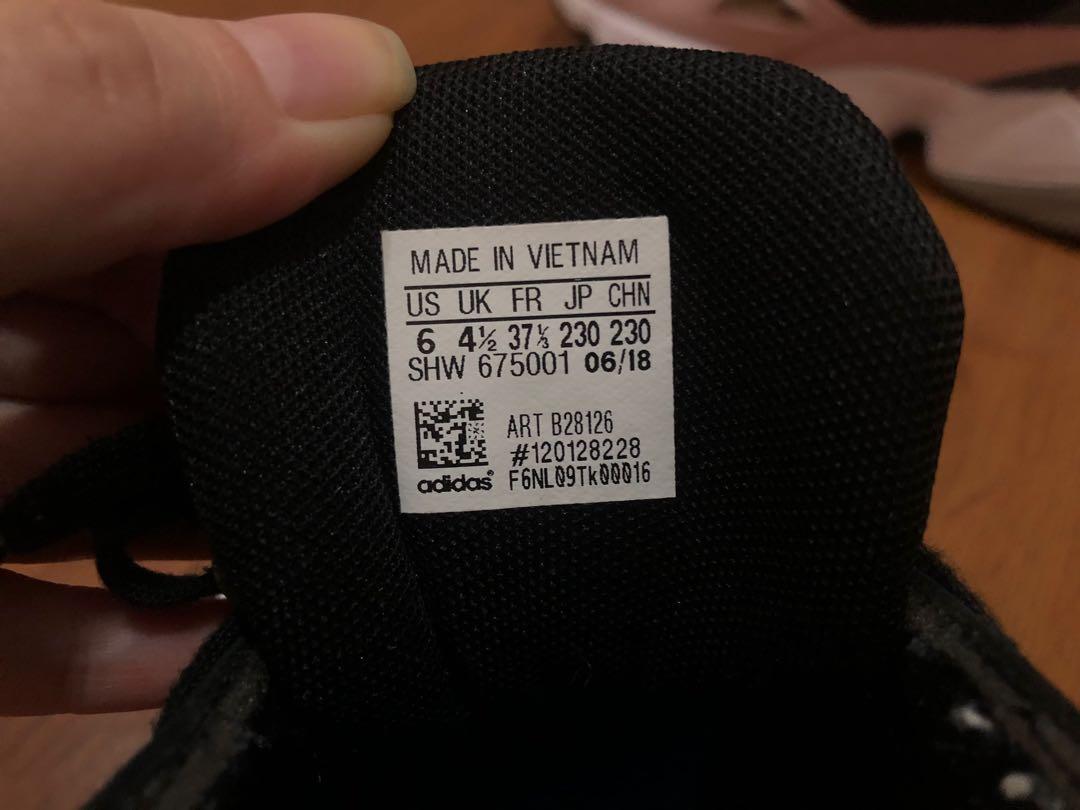 MADE IN VIETNAM
US UK FR JP CHN
6 4½ 37⅓ 230 230
SHW 675001 06/18
ART B28126
#120128228
adidas® F6NL09Tk00016